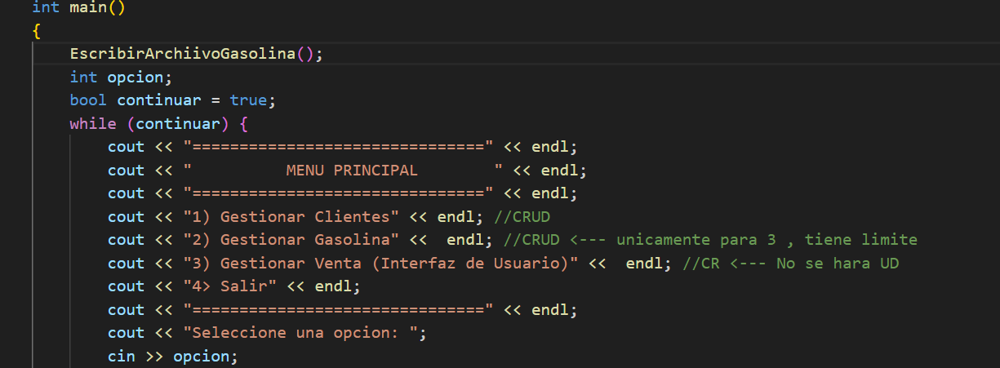 int main()
{
EscribirArchiivoGasolina();
int opcion;
bool continuar = true;
while (continuar) {
cout << "===============================" << endl;
cout << "          MENU PRINCIPAL        " << endl;
cout << "===============================" << endl;
cout << "1) Gestionar Clientes" << endl; //CRUD
cout << "2) Gestionar Gasolina" <<  endl; //CRUD <--- unicamente para 3 , tiene limite
cout << "3) Gestionar Venta (Interfaz de Usuario)" <<  endl; //CR <--- No se hara UD
cout << "4> Salir" << endl;
cout << "===============================" << endl;
cout << "Seleccione una opcion: ";
cin >> opcion;